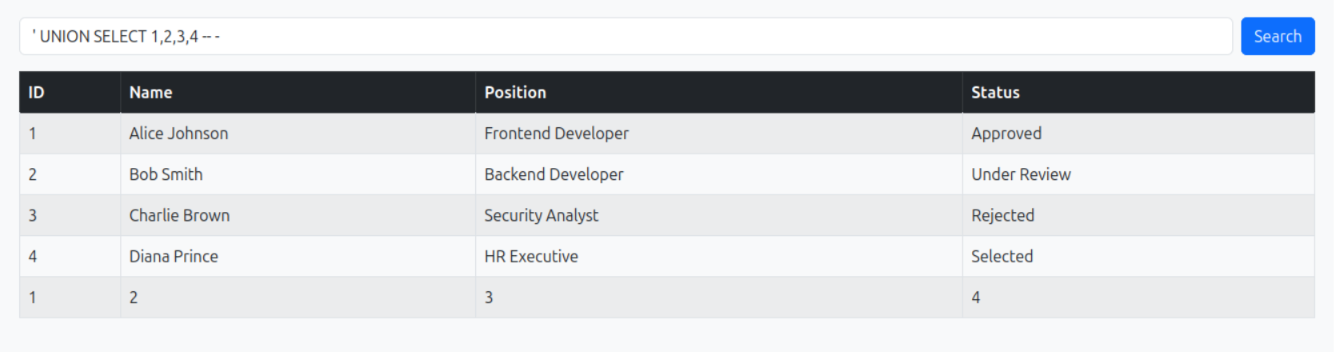 ' UNION SELECT 1,2,3,4 -- - Search
ID Name Position Status
1 Alice Johnson Frontend Developer Approved
2 Bob Smith Backend Developer Under Review
3 Charlie Brown Security Analyst Rejected
4 Diana Prince HR Executive Selected
1 2 3 4